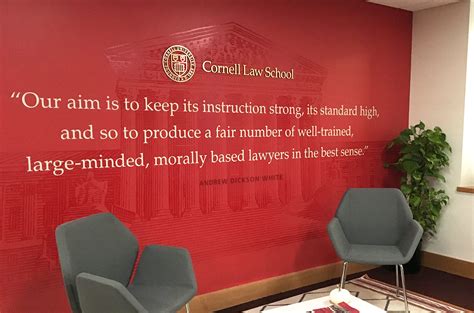 Cornell Law School
“Our aim is to keep its instruction strong, its standard high,
and so to produce a fair number of well-trained,
large-minded, morally based lawyers in the best sense.”
ANDREW DICKSON WHITE